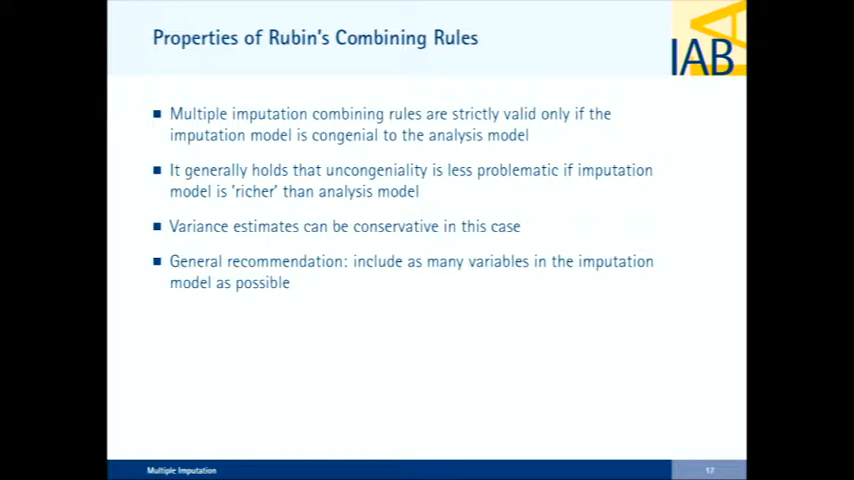 Properties of Rubin's Combining Rules
IAB
Multiple imputation combining rules are strictly valid only if the
imputation model is congenial to the analysis model
It generally holds that uncongeniality is less problematic if imputation
model is 'richer' than analysis model
Variance estimates can be conservative in this case
General recommendation: include as many variables in the imputation
model as possible
Multiple Imputation
17